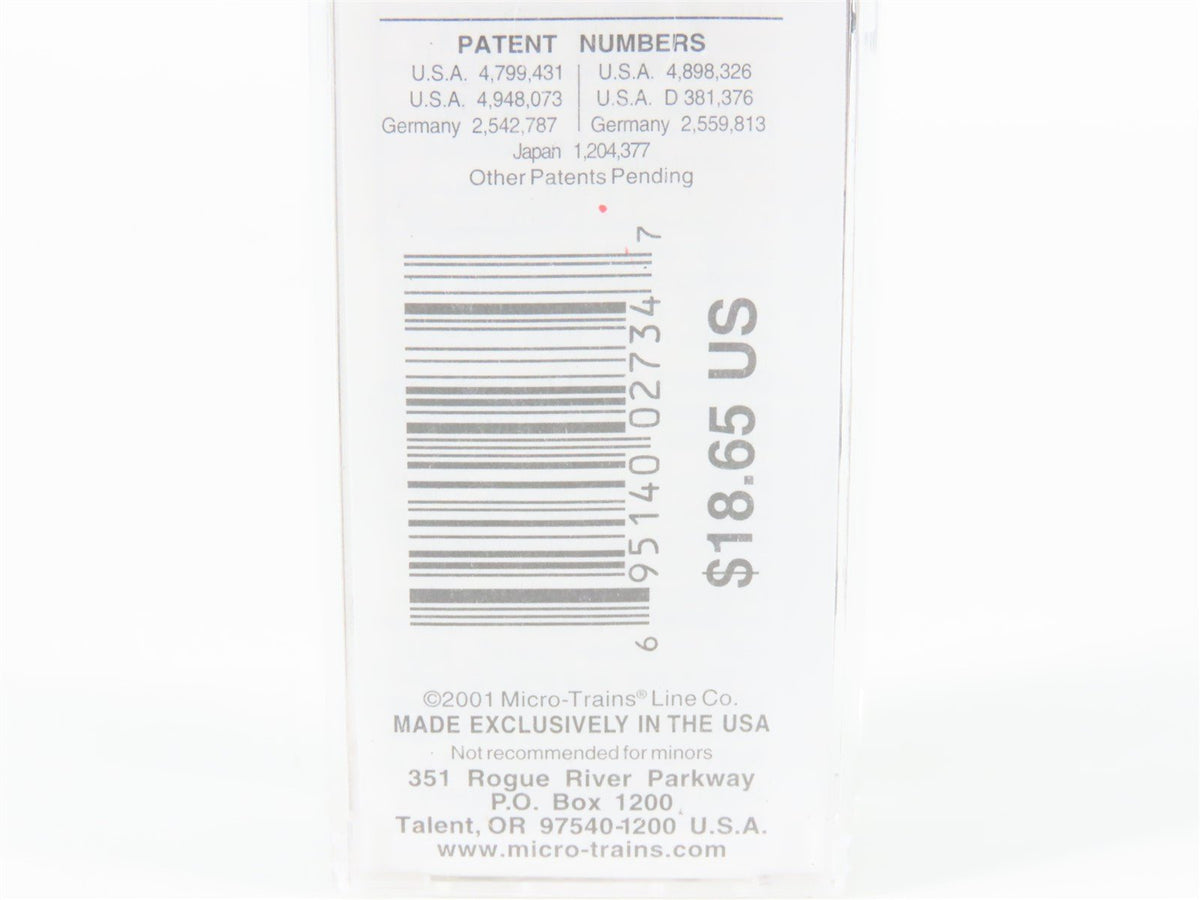 PATENT NUMBERS
U.S.A. 4,799,431 | U.S.A. 4,898,326
U.S.A. 4,948,073 | U.S.A. D 381,376
Germany 2,542,787 | Germany 2,559,813
Japan 1,204,377
Other Patents Pending
6 95140 02734 7
$18.65 US
©2001 Micro-Trains® Line Co.
MADE EXCLUSIVELY IN THE USA
Not recommended for minors
351 Rogue River Parkway
P.O. Box 1200
Talent, OR 97540-1200 U.S.A.
www.micro-trains.com